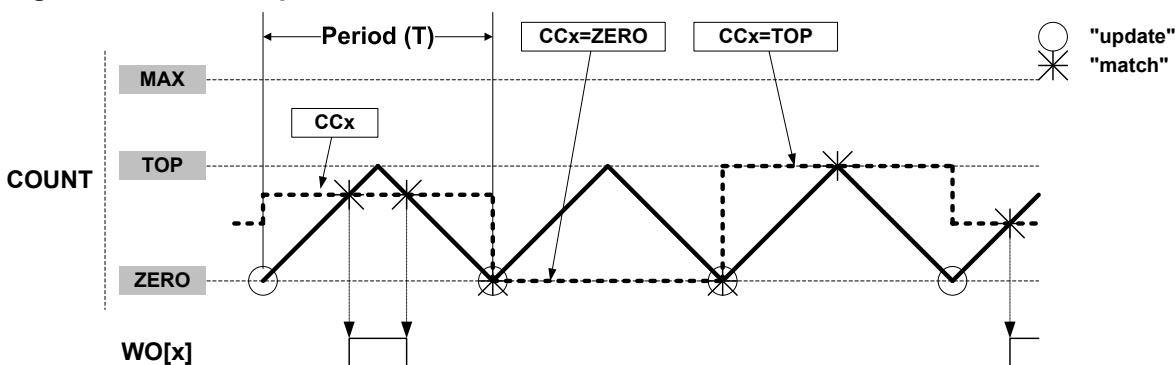 Period (T)
CCx=ZERO
CCx=TOP
"update"
"match"
MAX
CCx
TOP
COUNT
ZERO
WO[x]